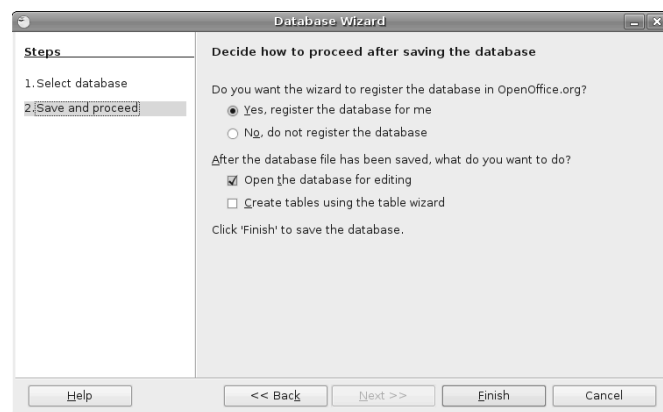 Database Wizard
Steps
1.Select database
2.Save and proceed
Decide how to proceed after saving the database
Do you want the wizard to register the database in OpenOffice.org?
Yes, register the database for me
No, do not register the database
After the database file has been saved, what do you want to do?
Open the database for editing
Create tables using the table wizard
Click 'Finish' to save the database.
Help
<< Back
Next >>
Finish
Cancel